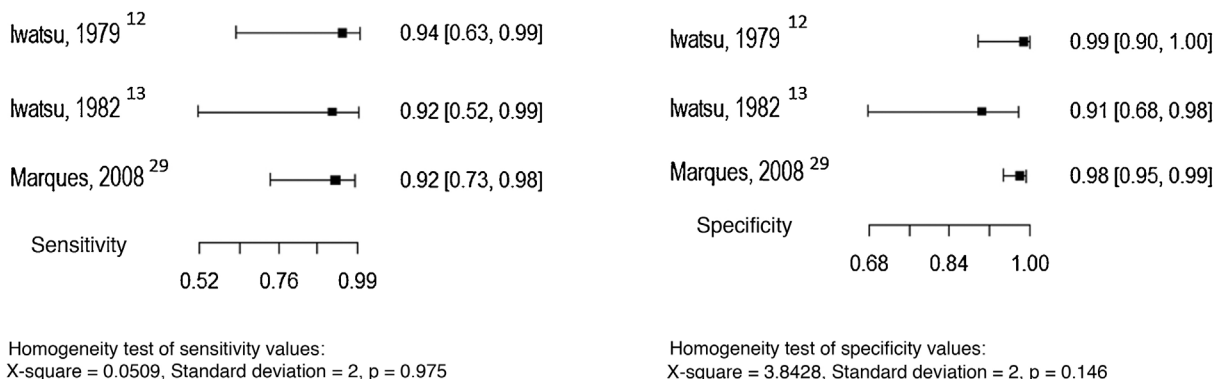 Iwatsu, 1979 12 0.94 [0.63, 0.99]
Iwatsu, 1982 13 0.92 [0.52, 0.99]
Marques, 2008 29 0.92 [0.73, 0.98]
Sensitivity
0.52 0.76 0.99
Homogeneity test of sensitivity values:
X-square = 0.0509, Standard deviation = 2, p = 0.975
Iwatsu, 1979 12 0.99 [0.90, 1.00]
Iwatsu, 1982 13 0.91 [0.68, 0.98]
Marques, 2008 29 0.98 [0.95, 0.99]
Specificity
0.68 0.84 1.00
Homogeneity test of specificity values:
X-square = 3.8428, Standard deviation = 2, p = 0.146